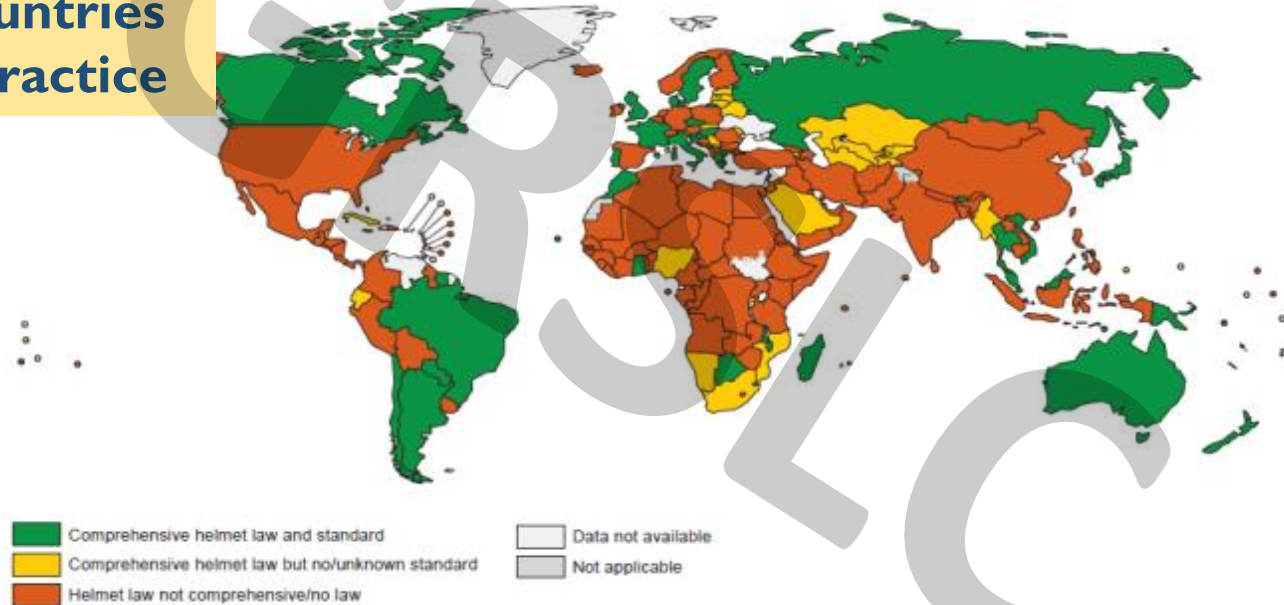 untries
ractice
RSLC
Comprehensive helmet law and standard
Comprehensive helmet law but no/unknown standard
Helmet law not comprehensive/no law
Data not available
Not applicable